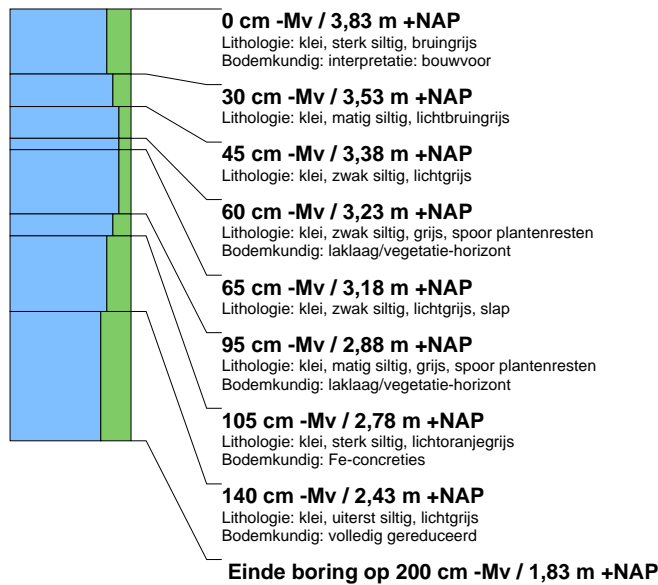 0 cm -Mv / 3,83 m +NAP
Lithologie: klei, sterk siltig, bruingrijs
Bodemkundig: interpretatie: bouwvoor
30 cm -Mv / 3,53 m +NAP
Lithologie: klei, matig siltig, lichtbruingrijs
45 cm -Mv / 3,38 m +NAP
Lithologie: klei, zwak siltig, lichtgrijs
60 cm -Mv / 3,23 m +NAP
Lithologie: klei, zwak siltig, grijs, spoor plantenresten
Bodemkundig: laklaag/vegetatie-horizont
65 cm -Mv / 3,18 m +NAP
Lithologie: klei, zwak siltig, lichtgrijs, slap
95 cm -Mv / 2,88 m +NAP
Lithologie: klei, matig siltig, grijs, spoor plantenresten
Bodemkundig: laklaag/vegetatie-horizont
105 cm -Mv / 2,78 m +NAP
Lithologie: klei, sterk siltig, lichtoranjegrijs
Bodemkundig: Fe-concreties
140 cm -Mv / 2,43 m +NAP
Lithologie: klei, uiterst siltig, lichtgrijs
Bodemkundig: volledig gereduceerd
Einde boring op 200 cm -Mv / 1,83 m +NAP